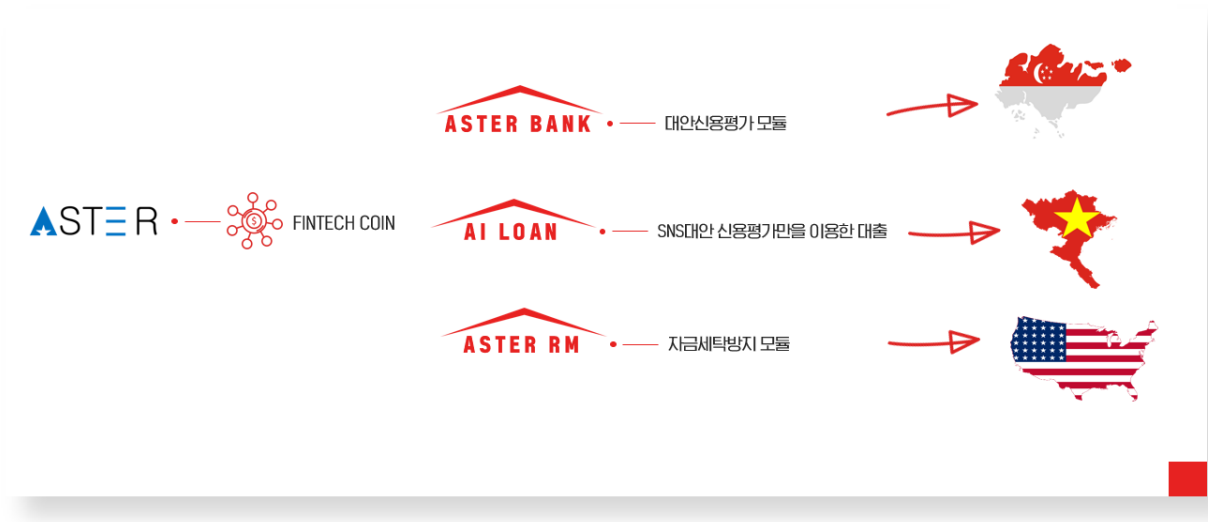 ASTER
FINTECH COIN
ASTER BANK
대안신용평가 모듈
AI LOAN
SNS대안 신용평가만을 이용한 대출
ASTER RM
자금세탁방지 모듈